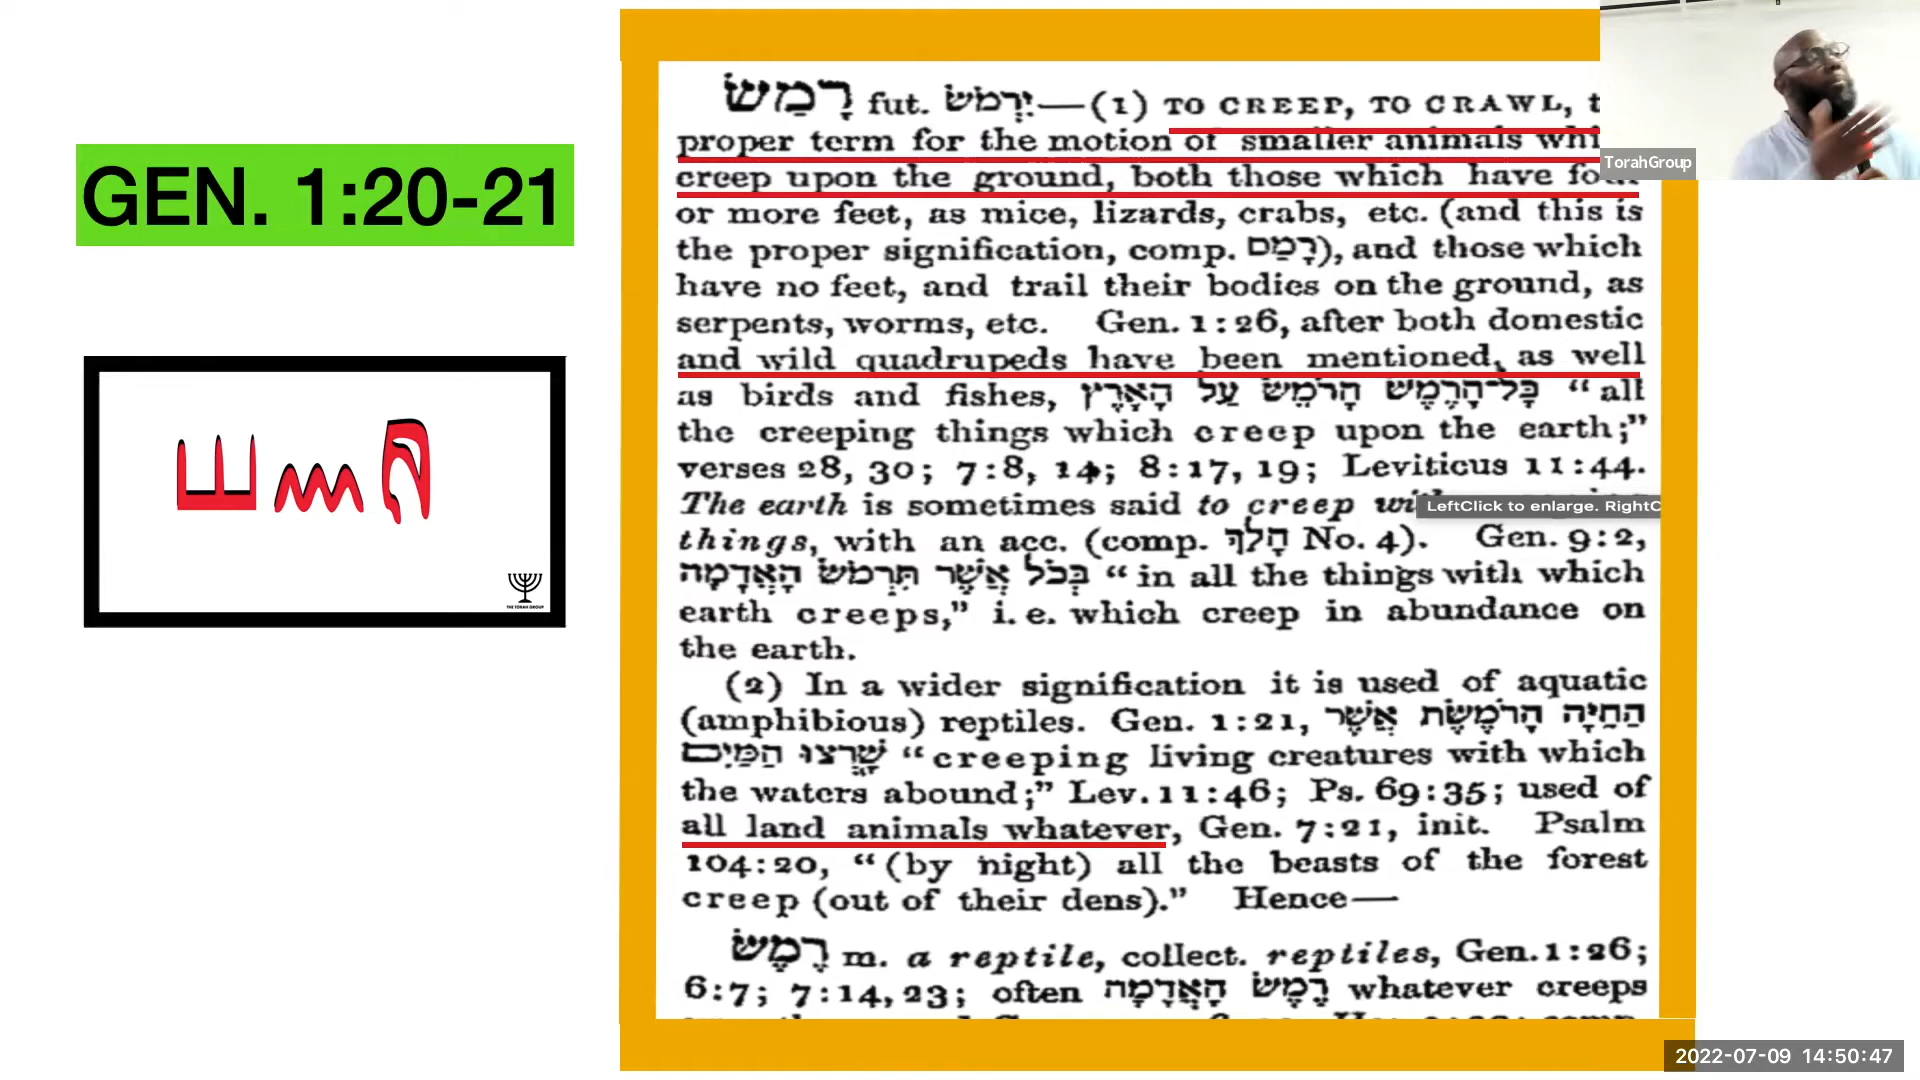 GEN. 1:20-21
THE TORAH GROUP
רָמַשׂ fut. יִרְמֹשׂ—(1) TO CREEP, TO CRAWL,
proper term for the motion of smaller animals whi
creep upon the ground, both those which have four
or more feet, as mice, lizards, crabs, etc. (and this is
the proper signification, comp. רָמַם), and those which
have no feet, and trail their bodies on the ground, as
serpents, worms, etc. Gen. 1:26, after both domestic
and wild quadrupeds have been mentioned, as well
as birds and fishes, כָּל־הָרֶמֶשׂ הָרֹמֵשׂ עַל הָאָרֶץ “all
the creeping things which creep upon the earth;”
verses 28, 30; 7:8, 14; 8:17, 19; Leviticus 11:44.
The earth is sometimes said to creep
things, with an acc. (comp. הָלַךְ No. 4). Gen. 9:2,
בְּכֹל אֲשֶׁר תִּרְמֹשׂ הָאֲדָמָה “in all the things with which
earth creeps,” i.e. which creep in abundance on
the earth.
(2) In a wider signification it is used of aquatic
(amphibious) reptiles. Gen. 1:21, הַחַיָּה הָרֹמֶשֶׂת אֲשֶׁר
שָׁרְצוּ הַמַּיִם “creeping living creatures with which
the waters abound;” Lev. 11:46; Ps. 69:35; used of
all land animals whatever, Gen. 7:21, init. Psalm
104:20, “(by night) all the beasts of the forest
creep (out of their dens).” Hence—
רֶמֶשׂ m. a reptile, collect. reptiles, Gen. 1:26;
6:7; 7:14, 23; often רֶמֶשׂ הָאֲדָמָה whatever creeps
LeftClick to enlarge. RightC
TorahGroup
2022-07-09 14:50:47